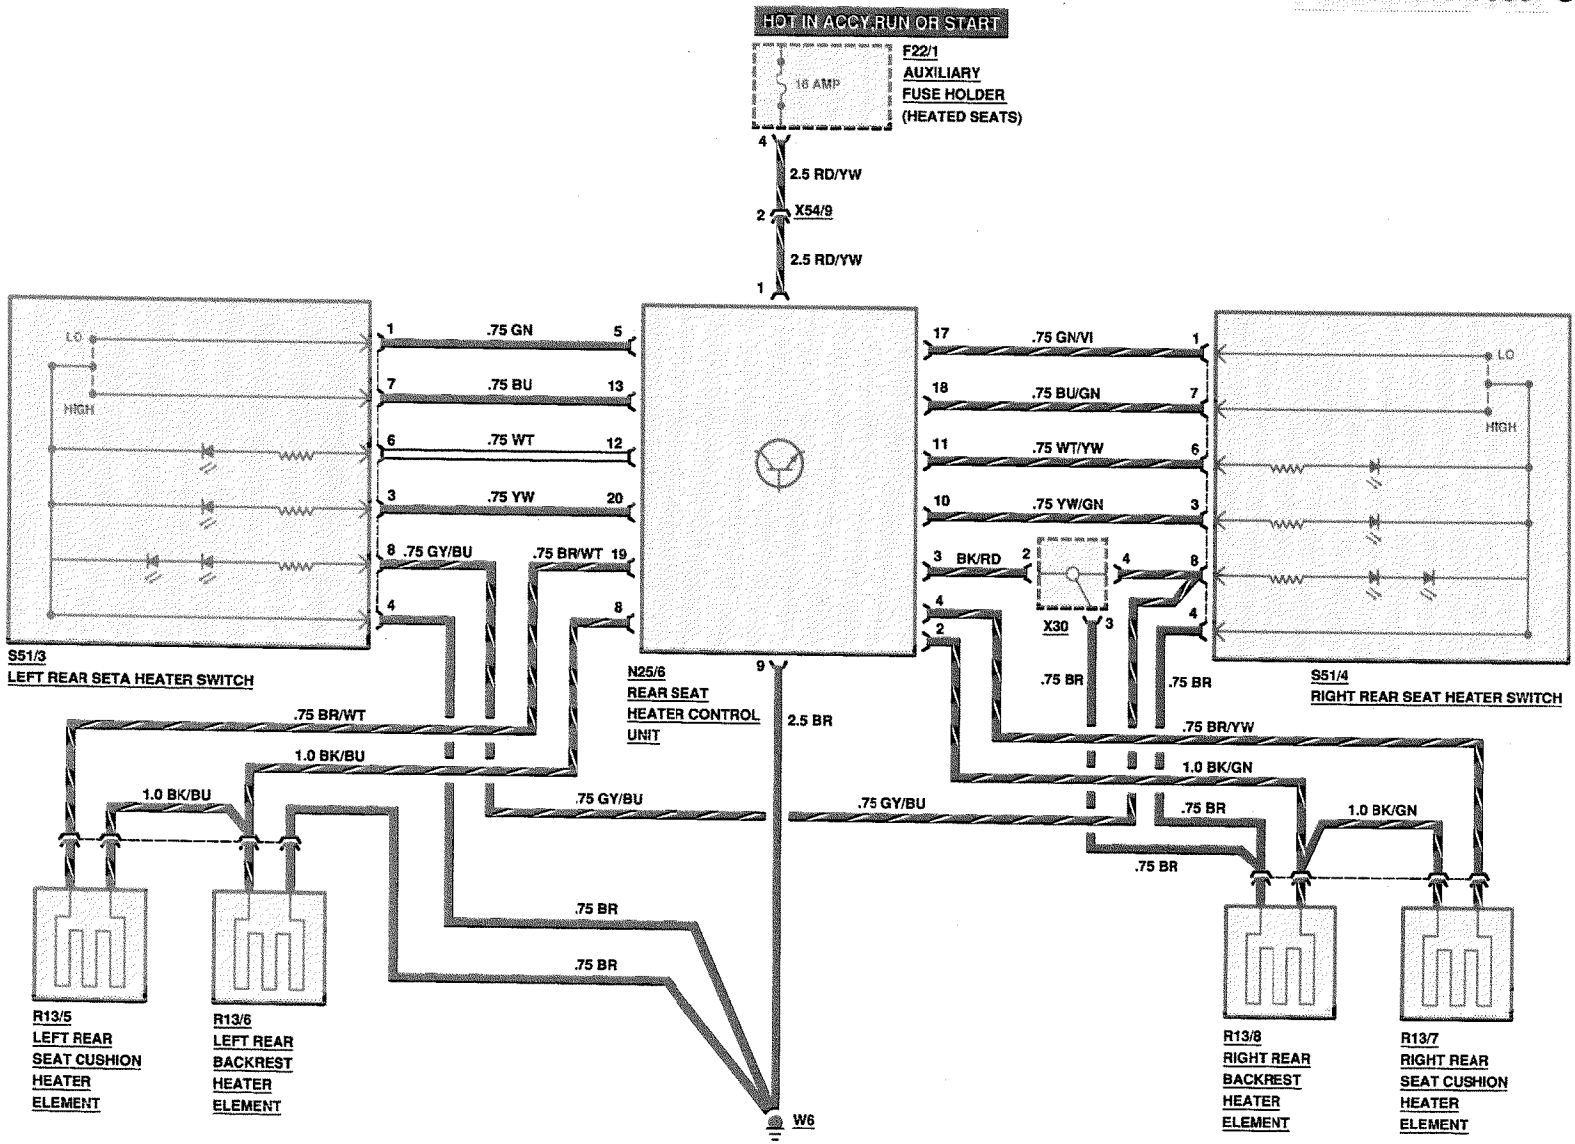 HOT IN ACCY,RUN OR START
F22/1
AUXILIARY
FUSE HOLDER
(HEATED SEATS)
16 AMP
4
2.5 RD/YW
2
X54/9
2.5 RD/YW
1
LO
HIGH
1
.75 GN
5
7
.75 BU
13
6
.75 WT
12
3
.75 YW
20
8
.75 GY/BU
.75 BR/WT
19
4
8
S51/3
LEFT REAR SETA HEATER SWITCH
N25/6
REAR SEAT
HEATER CONTROL
UNIT
9
2.5 BR
17
.75 GN/VI
1
18
.75 BU/GN
7
11
.75 WT/YW
6
10
.75 YW/GN
3
3
BK/RD
2
4
8
4
2
X30
3
4
LO
HIGH
S51/4
RIGHT REAR SEAT HEATER SWITCH
.75 BR
.75 BR
.75 BR/WT
.75 BR/YW
1.0 BK/BU
1.0 BK/GN
1.0 BK/BU
.75 GY/BU
.75 GY/BU
.75 BR
1.0 BK/GN
.75 BR
.75 BR
.75 BR
R13/5
LEFT REAR
SEAT CUSHION
HEATER
ELEMENT
R13/6
LEFT REAR
BACKREST
HEATER
ELEMENT
W6
R13/8
RIGHT REAR
BACKREST
HEATER
ELEMENT
R13/7
RIGHT REAR
SEAT CUSHION
HEATER
ELEMENT